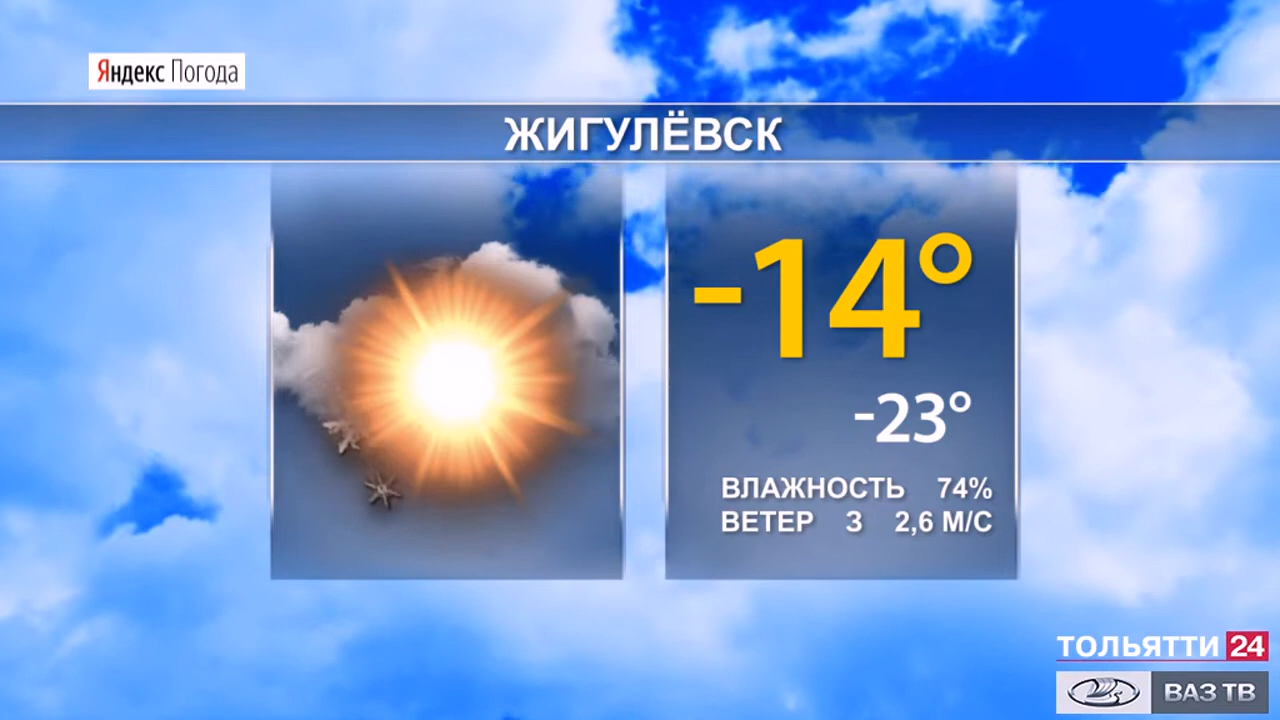 Яндекс Погода
ЖИГУЛЁВСК
-14°
-23°
ВЛАЖНОСТЬ 74%
ВЕТЕР З 2,6 М/С
ТОЛЬЯТТИ 24
ВАЗ ТВ